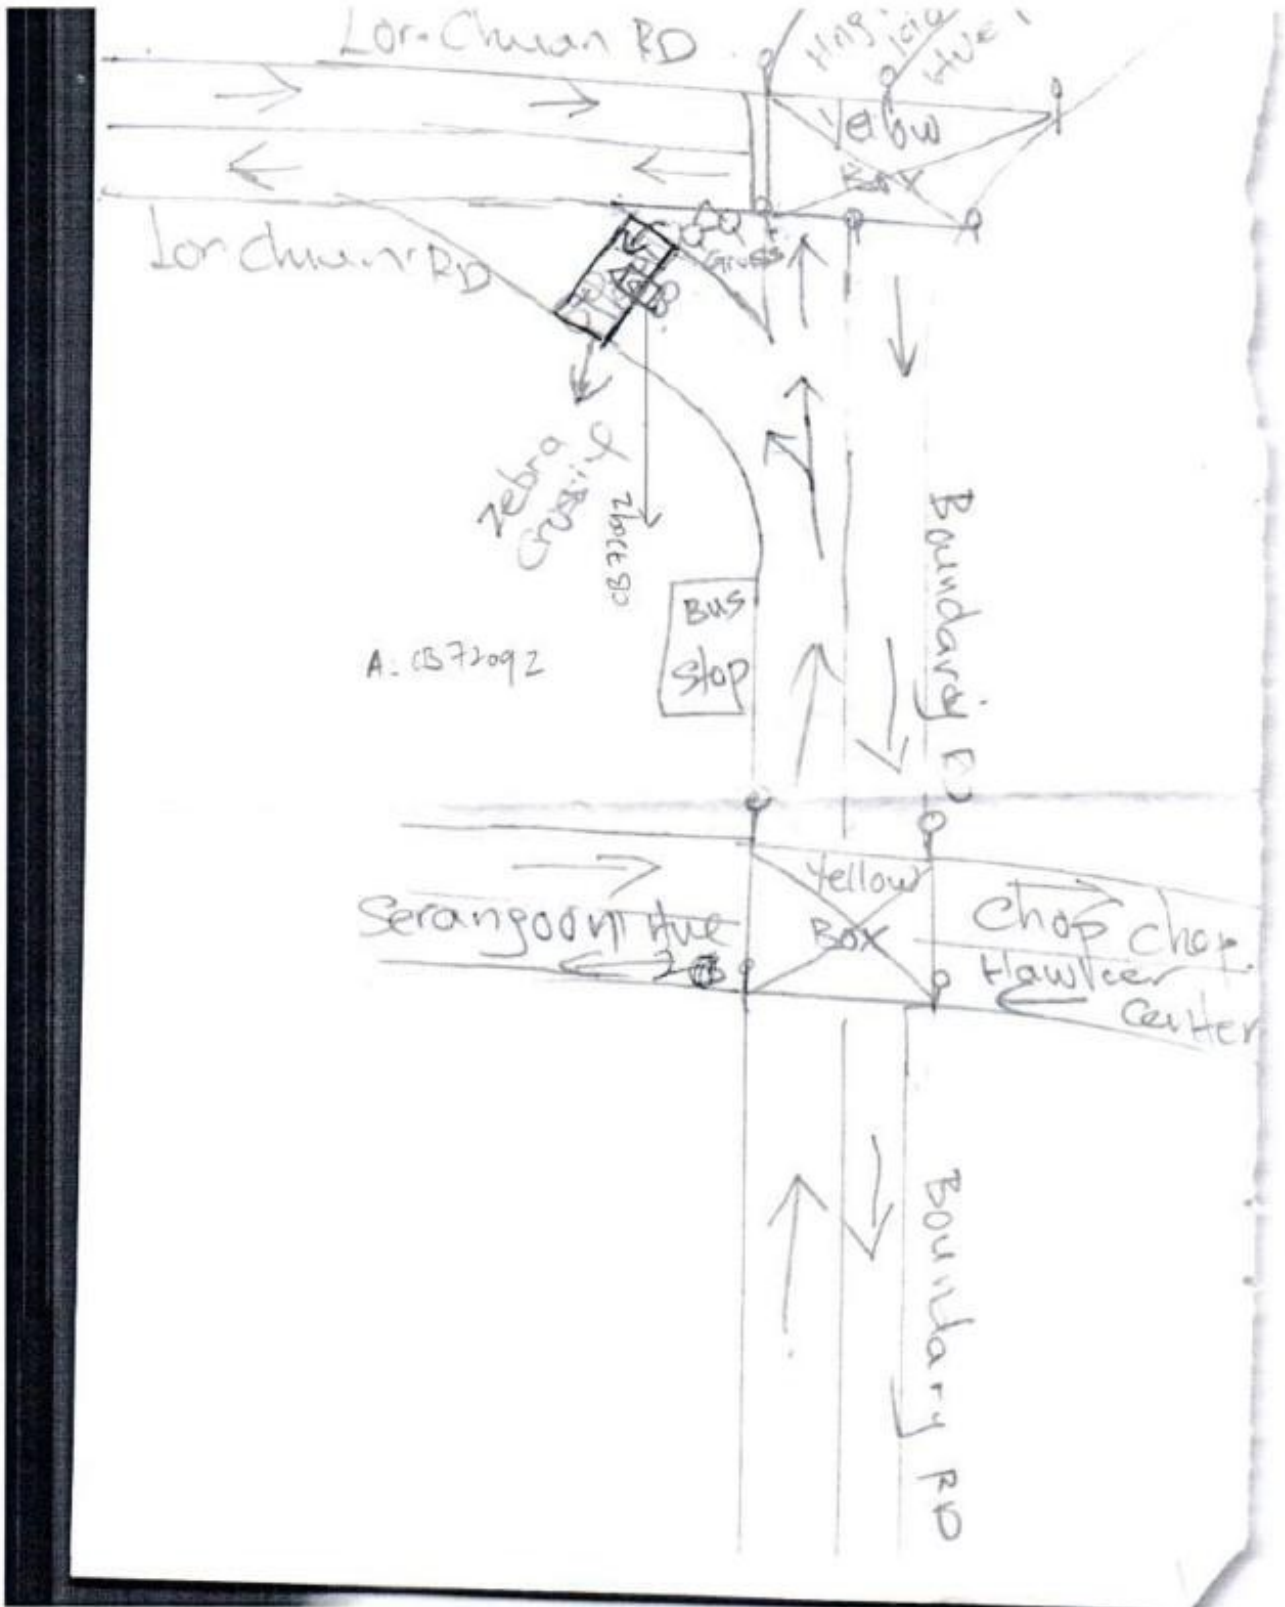 Lor-Chuan RD
Yellow
Box
Lor Chuan RD
Grass
Zebra
Crossing
Bus
Stop
A. CB7209Z
Boundary RD
Yellow
Box
Serangoon Ave
2
Chop Chop
Hawker
Center
Boundary RD